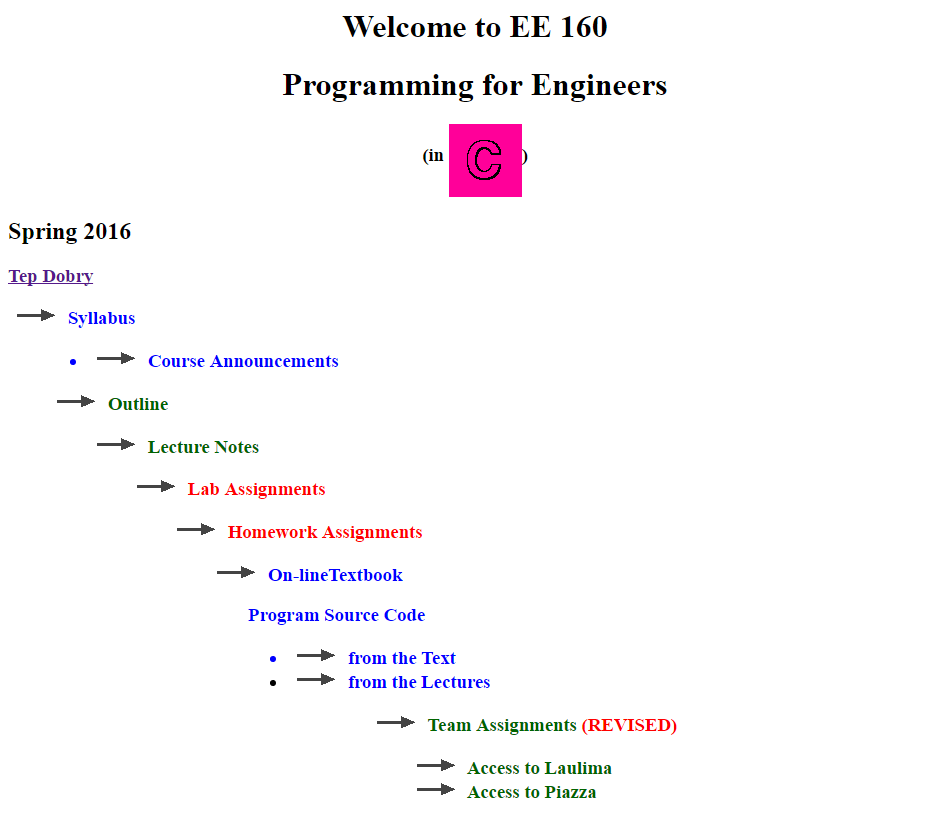 Welcome to EE 160
Programming for Engineers
(in C)
Spring 2016
Tep Dobry
Syllabus
Course Announcements
Outline
Lecture Notes
Lab Assignments
Homework Assignments
On-lineTextbook
Program Source Code
from the Text
from the Lectures
Team Assignments (REVISED)
Access to Laulima
Access to Piazza